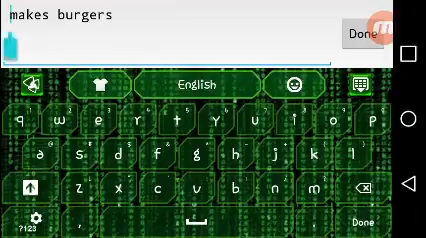 makes burgers
Done
English
q w e r t y u i o p
a s d f g h j k l
z x c v b n m
?123 , . Done